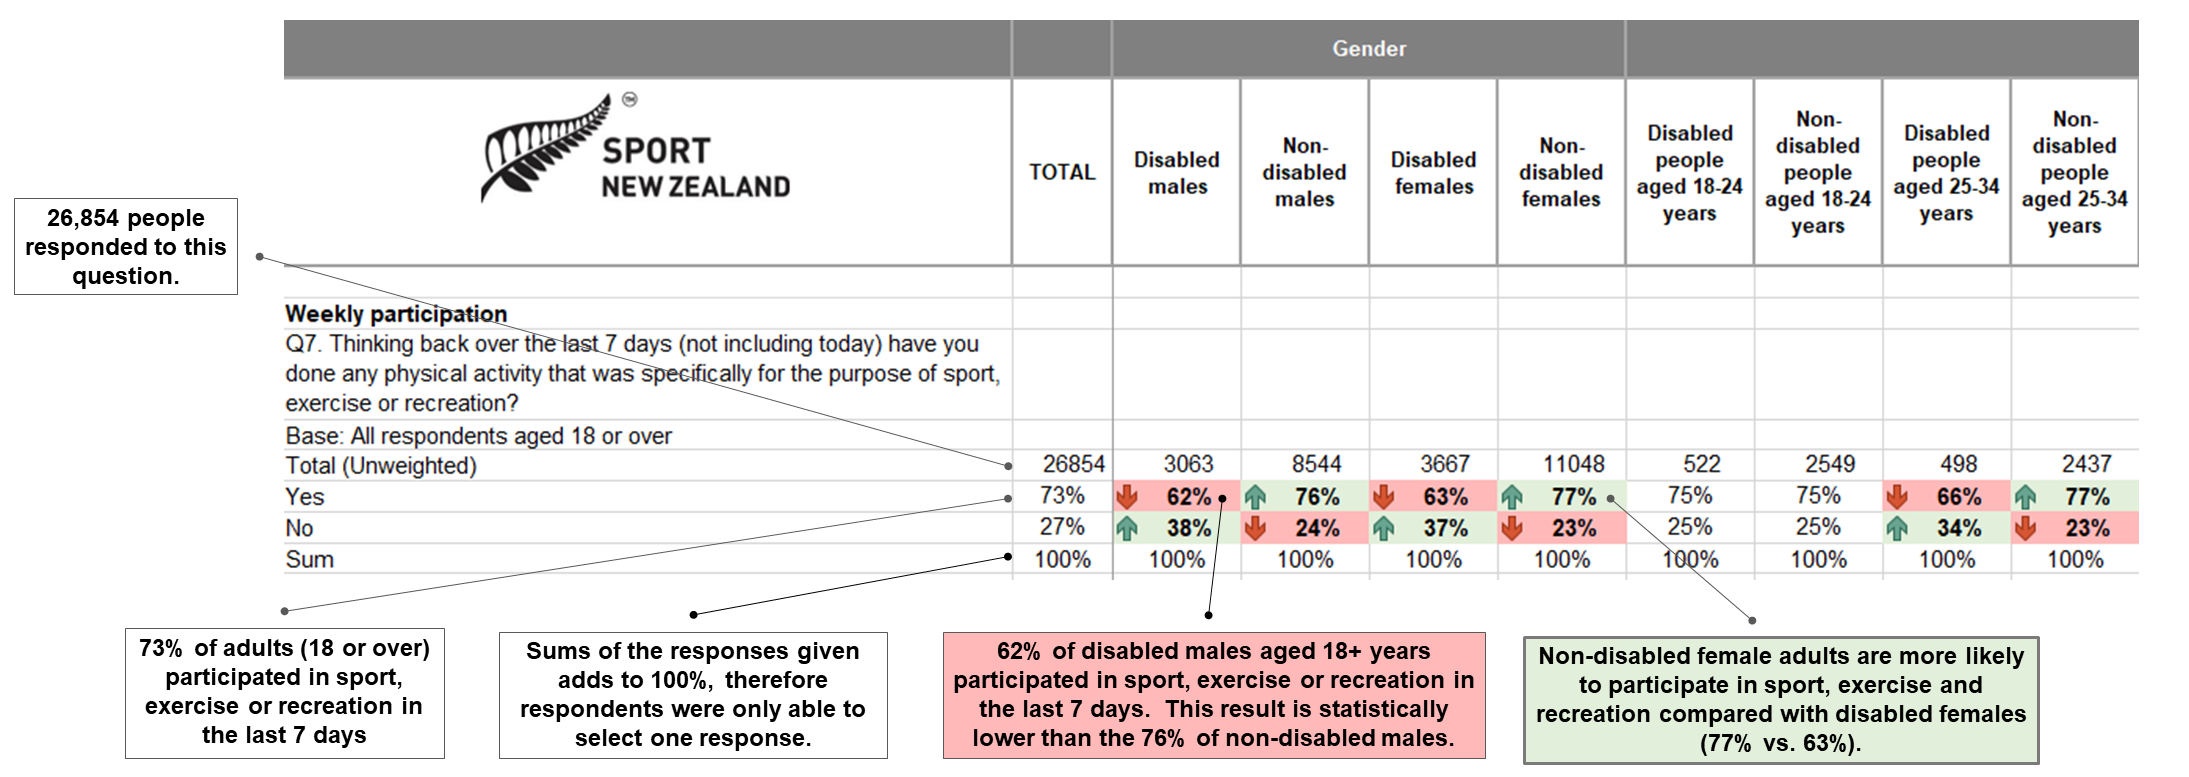 Gender
TM
SPORT
NEW ZEALAND
TOTAL
Disabled
males
Non-
disabled
males
Disabled
females
Non-
disabled
females
Disabled
people
aged 18-24
years
Non-
disabled
people
aged 18-24
years
Disabled
people
aged 25-34
years
Non-
disabled
people
aged 25-34
years
26,854 people
responded to this
question.
Weekly participation
Q7. Thinking back over the last 7 days (not including today) have you
done any physical activity that was specifically for the purpose of sport,
exercise or recreation?
Base: All respondents aged 18 or over
Total (Unweighted) 26854 3063 8544 3667 11048 522 2549 498 2437
Yes 73% 62% 76% 63% 77% 75% 75% 66% 77%
No 27% 38% 24% 37% 23% 25% 25% 34% 23%
Sum 100% 100% 100% 100% 100% 100% 100% 100% 100%
73% of adults (18 or over)
participated in sport,
exercise or recreation in
the last 7 days
Sums of the responses given
adds to 100%, therefore
respondents were only able to
select one response.
62% of disabled males aged 18+ years
participated in sport, exercise or recreation in
the last 7 days. This result is statistically
lower than the 76% of non-disabled males.
Non-disabled female adults are more likely
to participate in sport, exercise and
recreation compared with disabled females
(77% vs. 63%).